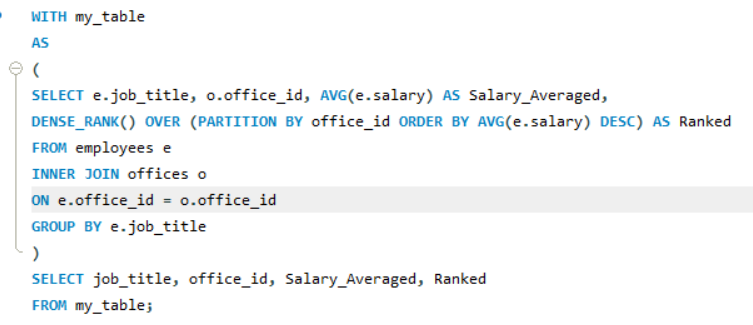 WITH my_table
AS
(
SELECT e.job_title, o.office_id, AVG(e.salary) AS Salary_Averaged,
DENSE_RANK() OVER (PARTITION BY office_id ORDER BY AVG(e.salary) DESC) AS Ranked
FROM employees e
INNER JOIN offices o
ON e.office_id = o.office_id
GROUP BY e.job_title
)
SELECT job_title, office_id, Salary_Averaged, Ranked
FROM my_table;